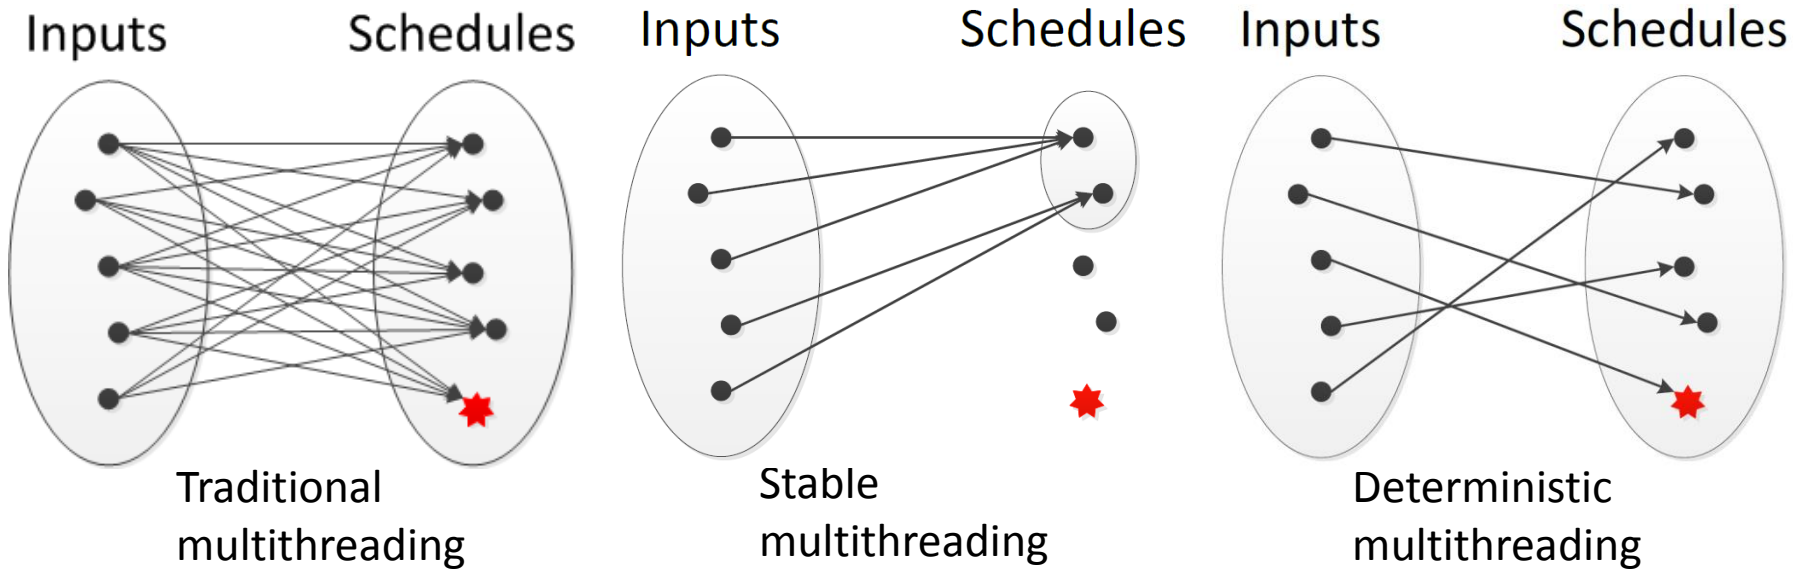 Inputs Schedules
Inputs Schedules
Inputs Schedules
Traditional
multithreading
Stable
multithreading
Deterministic
multithreading